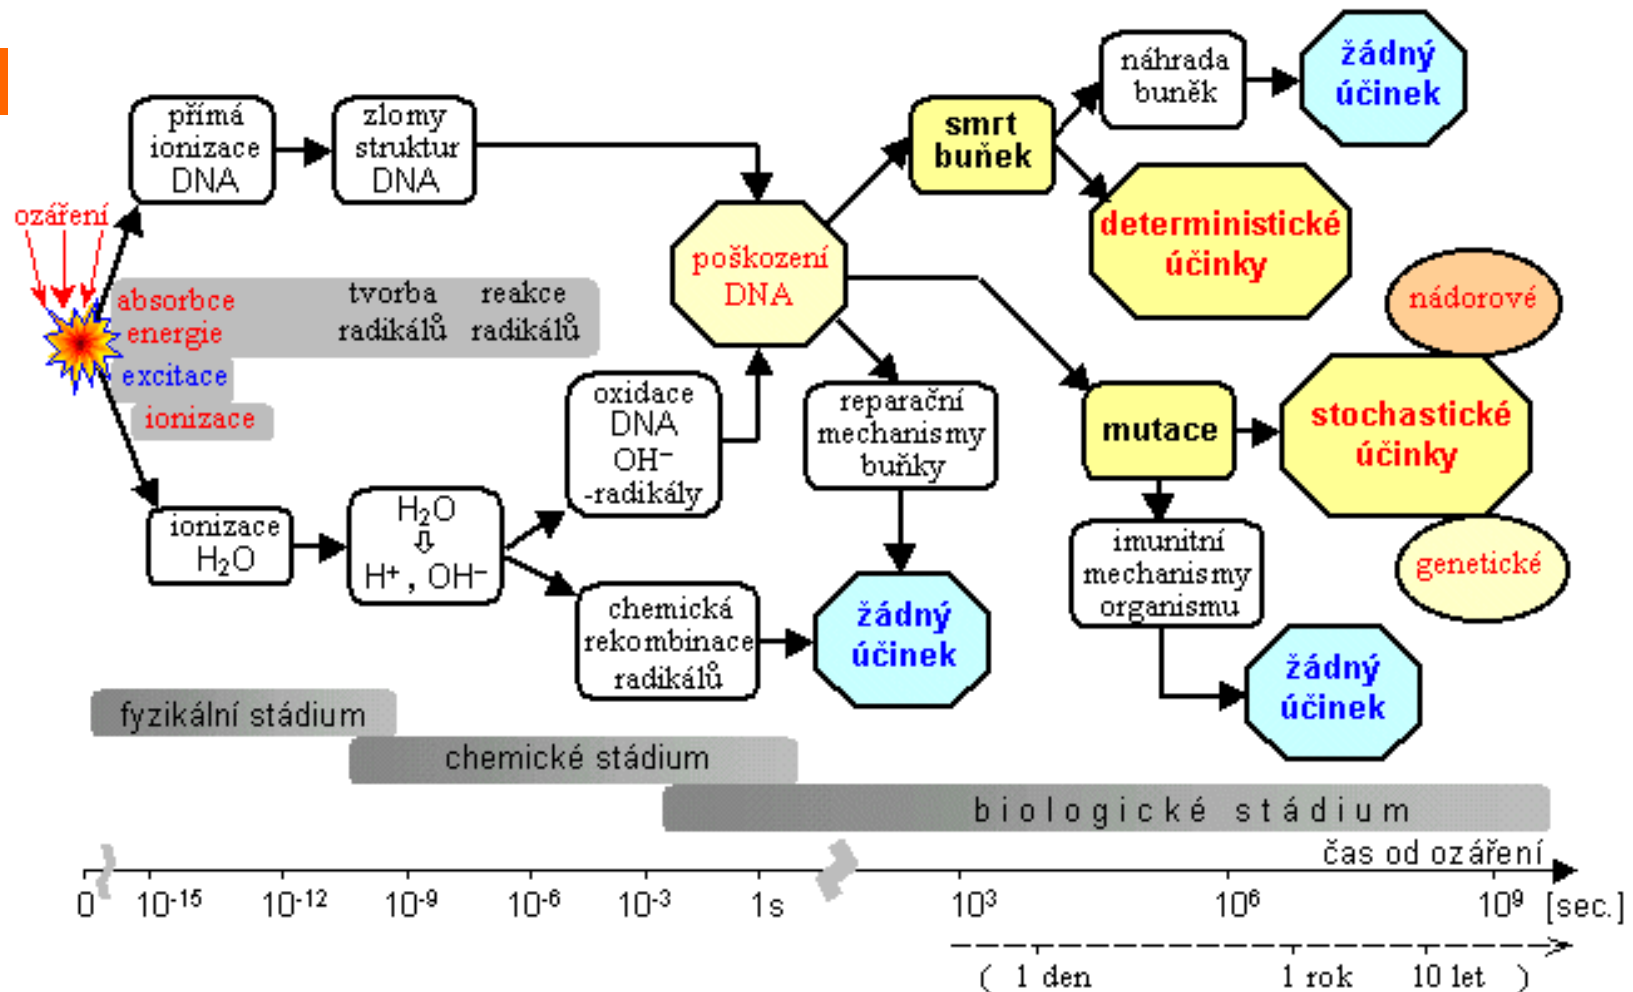 přímá
ionizace
DNA
zlomy
struktur
DNA
náhrada
buněk
žádný
účinek
smrt
buňek
deterministické
účinky
ozáření
poškození
DNA
absorbce
energie
tvorba
radikálů
reakce
radikálů
excitace
ionizace
nádorové
oxidace
DNA
OH⁻
-radikály
reparační
mechanismy
buňky
mutace
stochastické
účinky
ionizace
H₂O
H₂O
⇩
H⁺ , OH⁻
imunitní
mechanismy
organismu
genetické
chemická
rekombinace
radikálů
žádný
účinek
žádný
účinek
fyzikální stádium
chemické stádium
biologické stádium
čas od ozáření
0 10⁻¹⁵ 10⁻¹² 10⁻⁹ 10⁻⁶ 10⁻³ 1s 10³ 10⁶ 10⁹ [sec.]
( 1 den 1 rok 10 let )